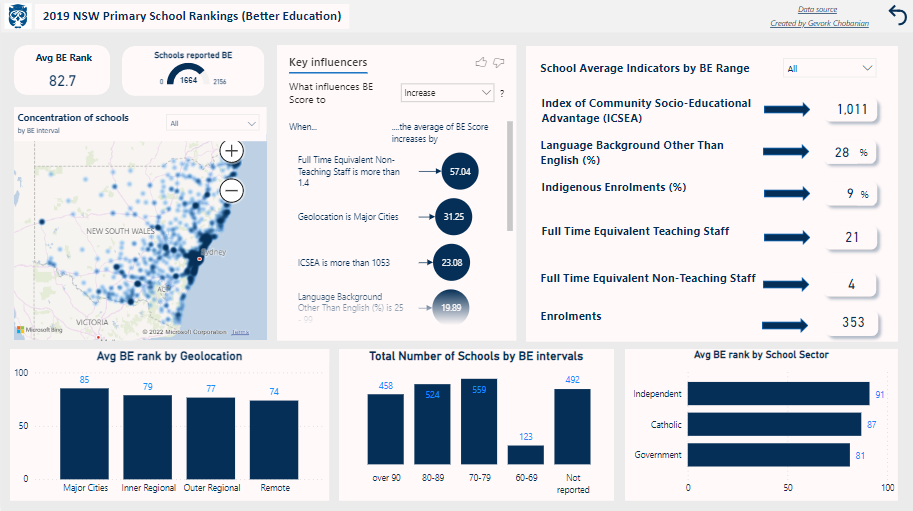 2019 NSW Primary School Rankings (Better Education)
Data source
Created by Gevork Chobanian
Avg BE Rank
82.7
Schools reported BE
0
1664
2156
Concentration of schools
by BE interval
All
NEW SOUTH WALES
Sydney
AC
VICTORIA
Microsoft Bing
© 2022 Microsoft Corporation Terms
Key influencers
What influences BE
Score to
Increase
?
When...
....the average of BE Score
increases by
Full Time Equivalent Non-
Teaching Staff is more than
1.4
57.04
Geolocation is Major Cities
31.25
ICSEA is more than 1053
23.08
Language Background
Other Than English (%) is 25
- 99
19.89
School Average Indicators by BE Range
All
Index of Community Socio-Educational
Advantage (ICSEA)
1,011
Language Background Other Than
English (%)
28 %
Indigenous Enrolments (%)
9 %
Full Time Equivalent Teaching Staff
21
Full Time Equivalent Non-Teaching Staff
4
Enrolments
353
Avg BE rank by Geolocation
100
50
0
85
79
77
74
Major Cities
Inner Regional
Outer Regional
Remote
Total Number of Schools by BE intervals
458
524
559
123
492
over 90
80-89
70-79
60-69
Not
reported
Avg BE rank by School Sector
Independent
91
Catholic
87
Government
81
0
50
100